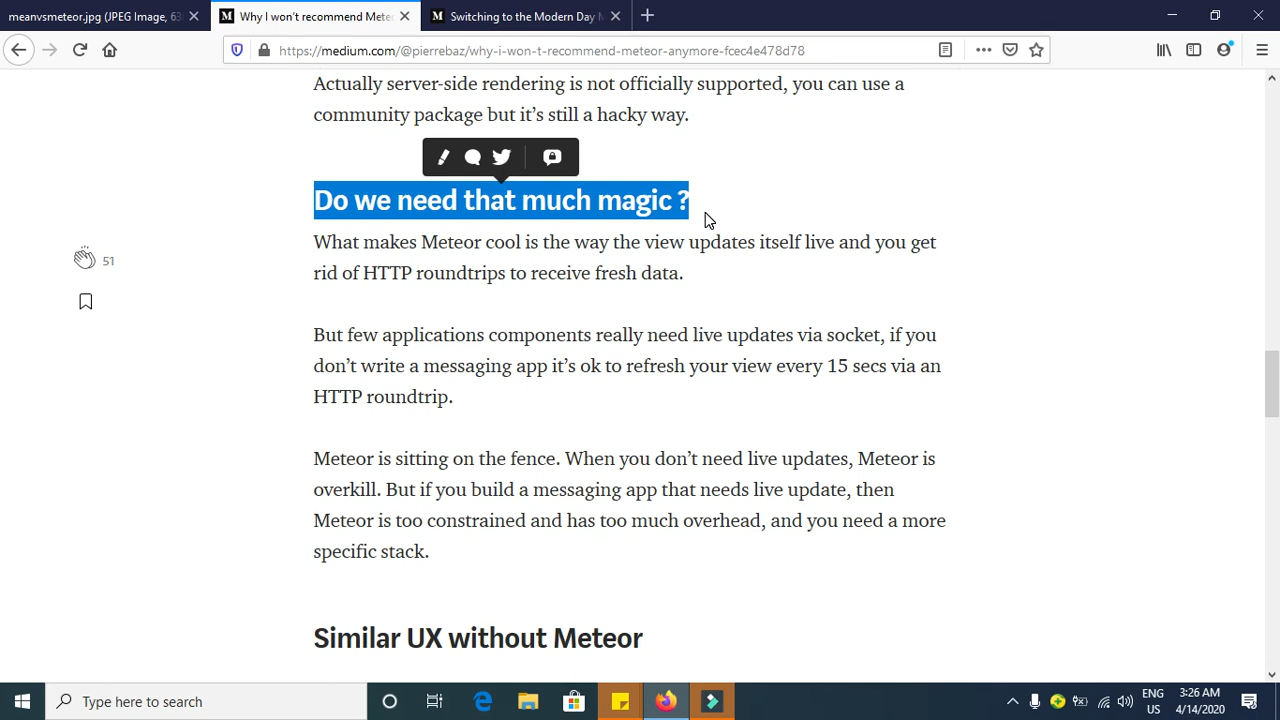 meanvsmeteor.jpg (JPEG Image, 63
Why I won't recommend Mete
Switching to the Modern Day M
https://medium.com/@pierrebaz/why-i-won-t-recommend-meteor-anymore-fcec4e478d78
Actually server-side rendering is not officially supported, you can use a
community package but it's still a hacky way.
Do we need that much magic ?
What makes Meteor cool is the way the view updates itself live and you get
rid of HTTP roundtrips to receive fresh data.
51
But few applications components really need live updates via socket, if you
don't write a messaging app it's ok to refresh your view every 15 secs via an
HTTP roundtrip.
Meteor is sitting on the fence. When you don't need live updates, Meteor is
overkill. But if you build a messaging app that needs live update, then
Meteor is too constrained and has too much overhead, and you need a more
specific stack.
Similar UX without Meteor
Type here to search
ENG
US
3:26 AM
4/14/2020